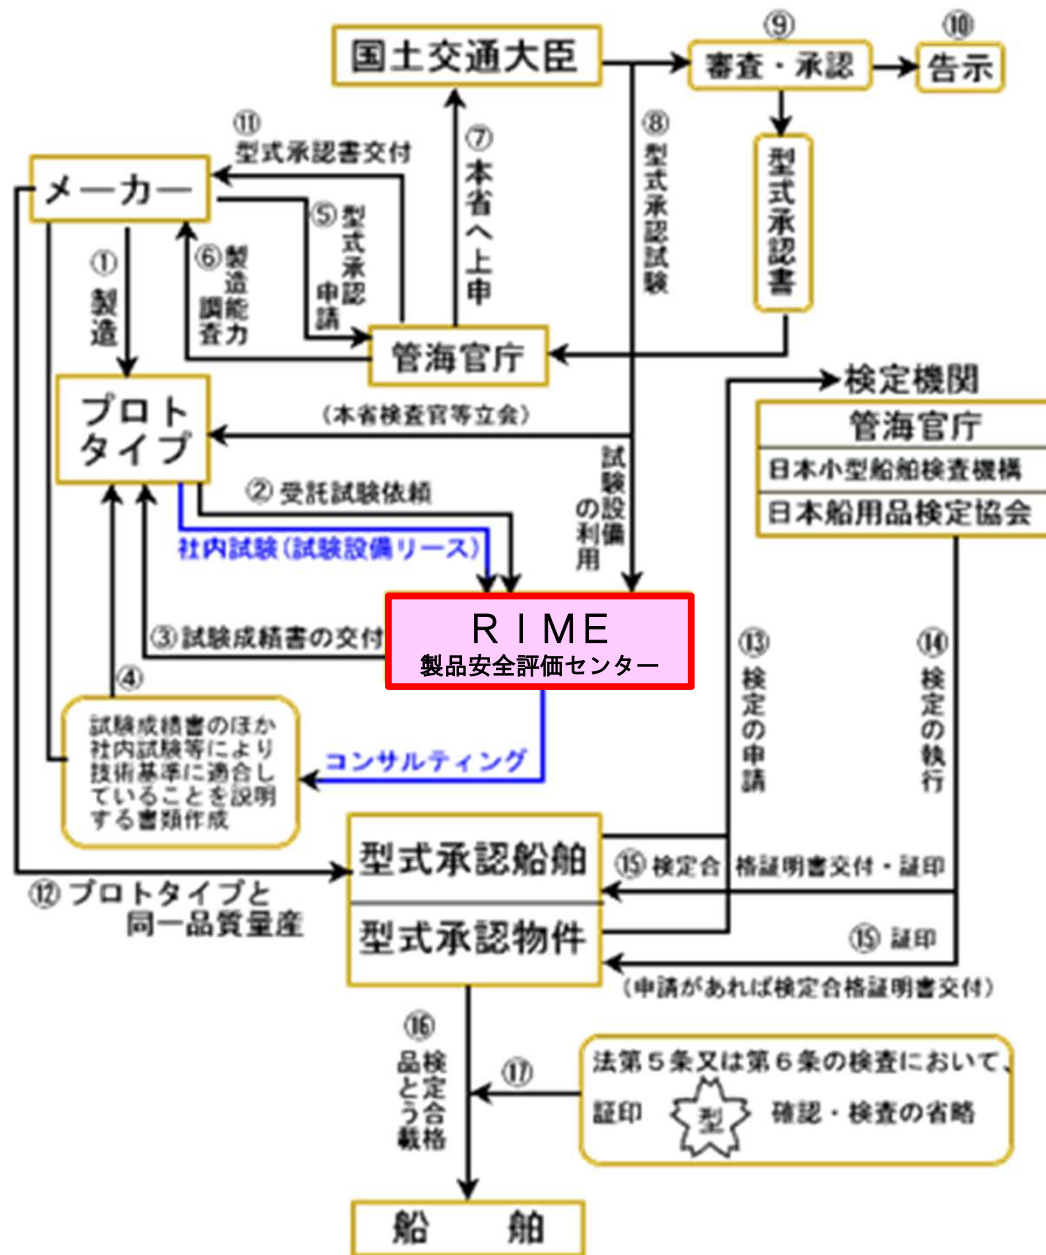 国土交通大臣
⑨
審査・承認
⑩
告示
型式承認書
⑪
型式承認書交付
メーカー
⑤型式承認
申請
⑥製造能力
調査
⑦本省へ上申
⑧型式承認試験
①製造
管海官庁
プロト
タイプ
(本省検査官等立会)
②受託試験依頼
社内試験(試験設備リース)
試験設備
の利用
検定機関
管海官庁
日本小型船舶検査機構
日本舶用品検定協会
RIME
製品安全評価センター
③試験成績書の交付
④
試験成績書のほか
社内試験等により
技術基準に適合し
ていることを説明
する書類作成
コンサルティング
⑬検定の申請
⑭検定の執行
型式承認船舶
型式承認物件
⑫プロトタイプと
同一品質量産
⑮検定合 格証明書交付・証印
⑮証印
(申請があれば検定合格証明書交付)
⑯検定合格
品とう載
⑰
法第5条又は第6条の検査において、
証印 型 確認・検査の省略
船 舶